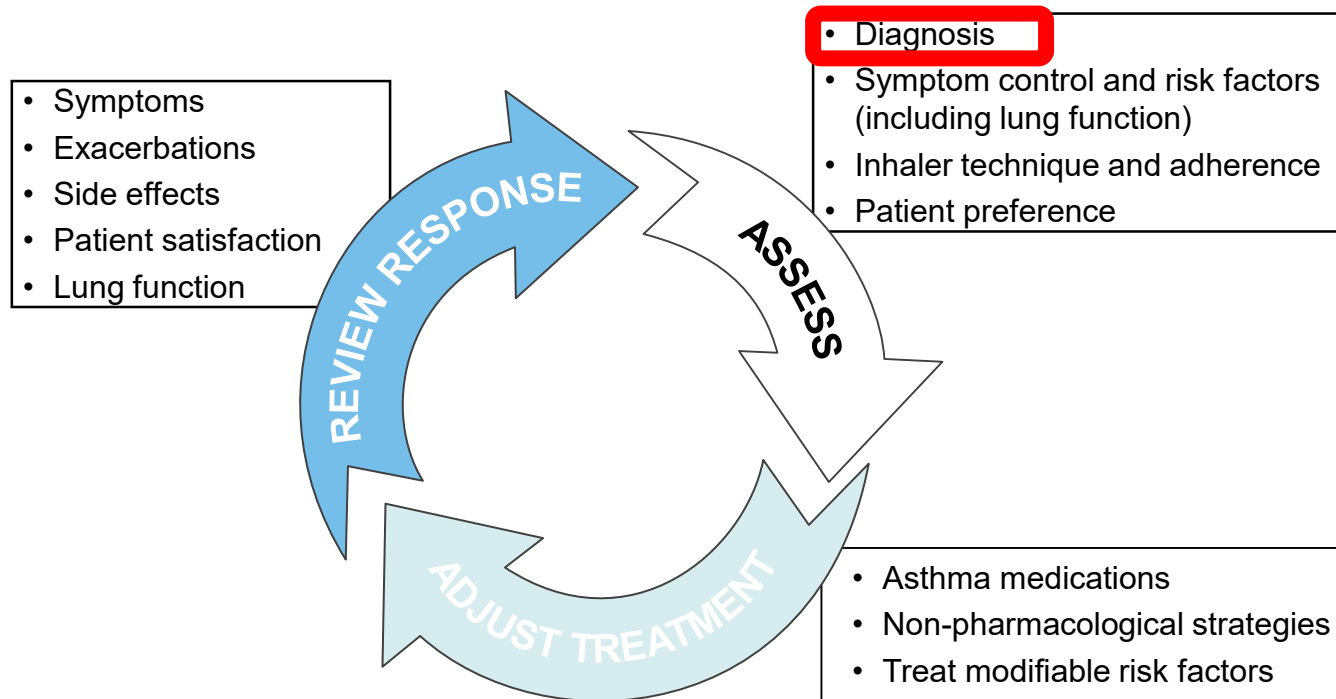 • Diagnosis
• Symptom control and risk factors
(including lung function)
• Inhaler technique and adherence
• Patient preference
• Symptoms
• Exacerbations
• Side effects
• Patient satisfaction
• Lung function
REVIEW RESPONSE
ASSESS
ADJUST TREATMENT
• Asthma medications
• Non-pharmacological strategies
• Treat modifiable risk factors